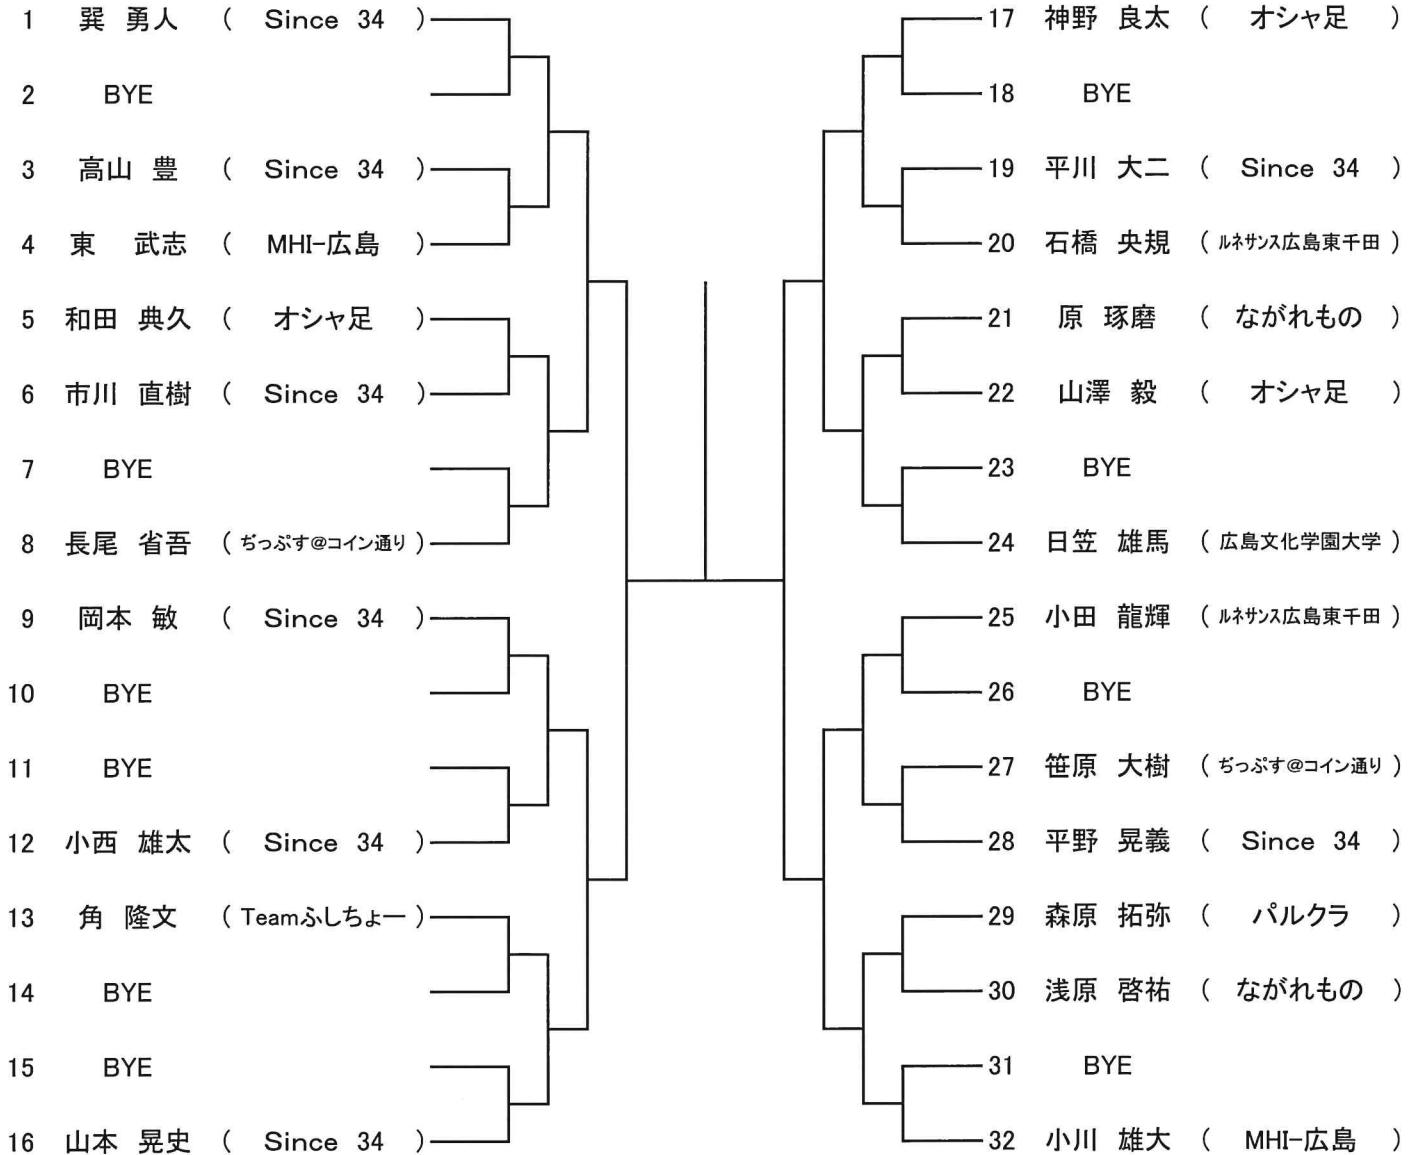 1 巽 勇人 ( Since 34 )
2 BYE
3 高山 豊 ( Since 34 )
4 東 武志 ( MHI-広島 )
5 和田 典久 ( オシャ足 )
6 市川 直樹 ( Since 34 )
7 BYE
8 長尾 省吾 ( ぢっぷす@コイン通り )
9 岡本 敏 ( Since 34 )
10 BYE
11 BYE
12 小西 雄太 ( Since 34 )
13 角 隆文 ( Teamふしちょー )
14 BYE
15 BYE
16 山本 晃史 ( Since 34 )
17 神野 良太 ( オシャ足 )
18 BYE
19 平川 大二 ( Since 34 )
20 石橋 央規 ( ﾙﾈｻﾝｽ広島東千田 )
21 原 琢磨 ( ながれもの )
22 山澤 毅 ( オシャ足 )
23 BYE
24 日笠 雄馬 ( 広島文化学園大学 )
25 小田 龍輝 ( ﾙﾈｻﾝｽ広島東千田 )
26 BYE
27 笹原 大樹 ( ぢっぷす@コイン通り )
28 平野 晃義 ( Since 34 )
29 森原 拓弥 ( パルクラ )
30 浅原 啓祐 ( ながれもの )
31 BYE
32 小川 雄大 ( MHI-広島 )